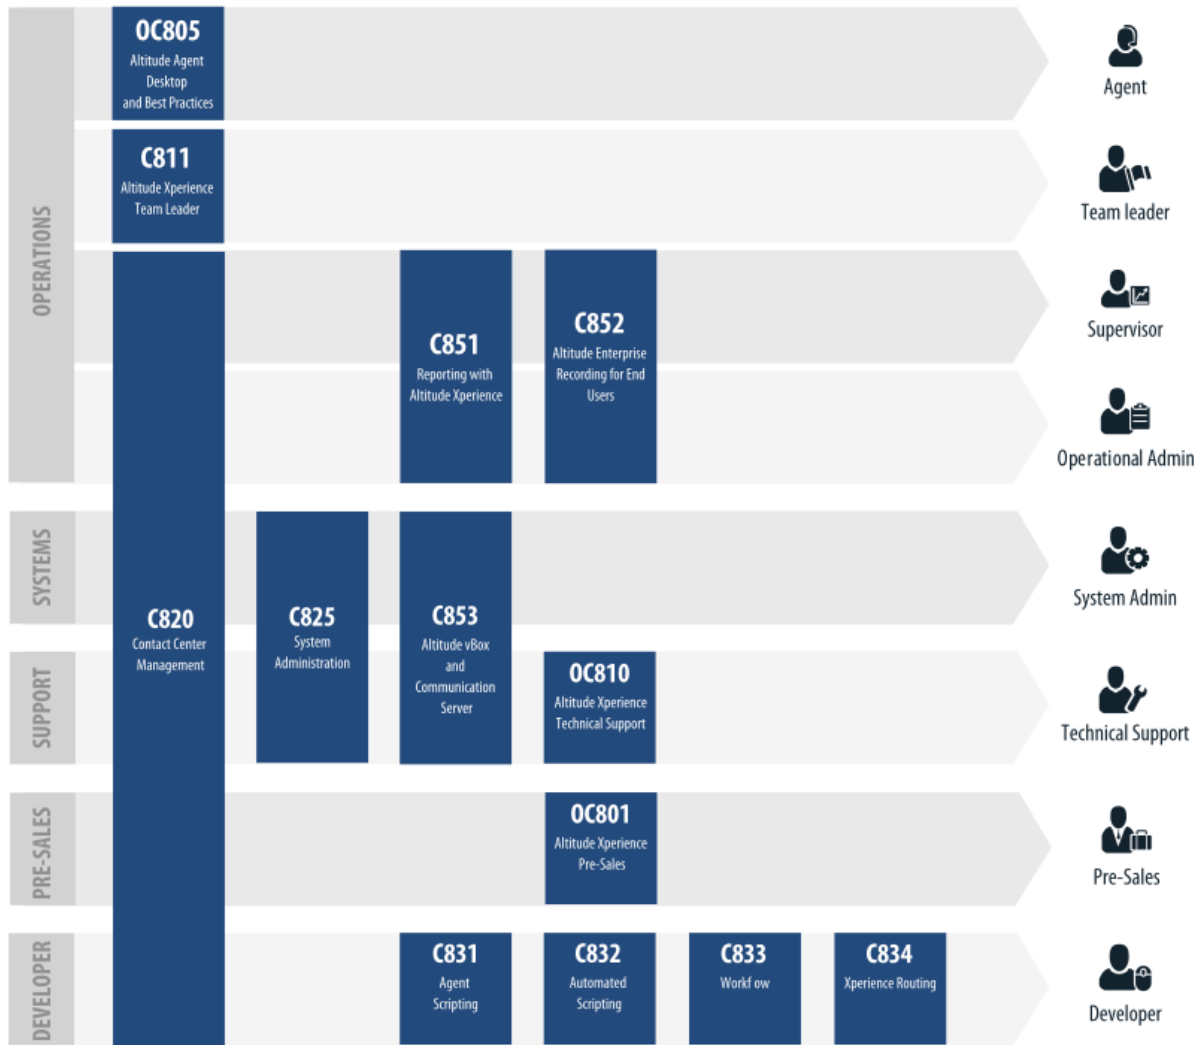 OPERATIONS
OC805
Altitude Agent
Desktop
and Best Practices
Agent
C811
Altitude Xperience
Team Leader
Team leader
C851
Reporting with
Altitude Xperience
C852
Altitude Enterprise
Recording for End
Users
Supervisor
Operational Admin
SYSTEMS
C820
Contact Center
Management
C825
System
Administration
C853
Altitude vBox
and
Communication
Server
System Admin
SUPPORT
OC810
Altitude Xperience
Technical Support
Technical Support
PRE-SALES
OC801
Altitude Xperience
Pre-Sales
Pre-Sales
DEVELOPER
C831
Agent
Scripting
C832
Automated
Scripting
C833
Workf ow
C834
Xperience Routing
Developer